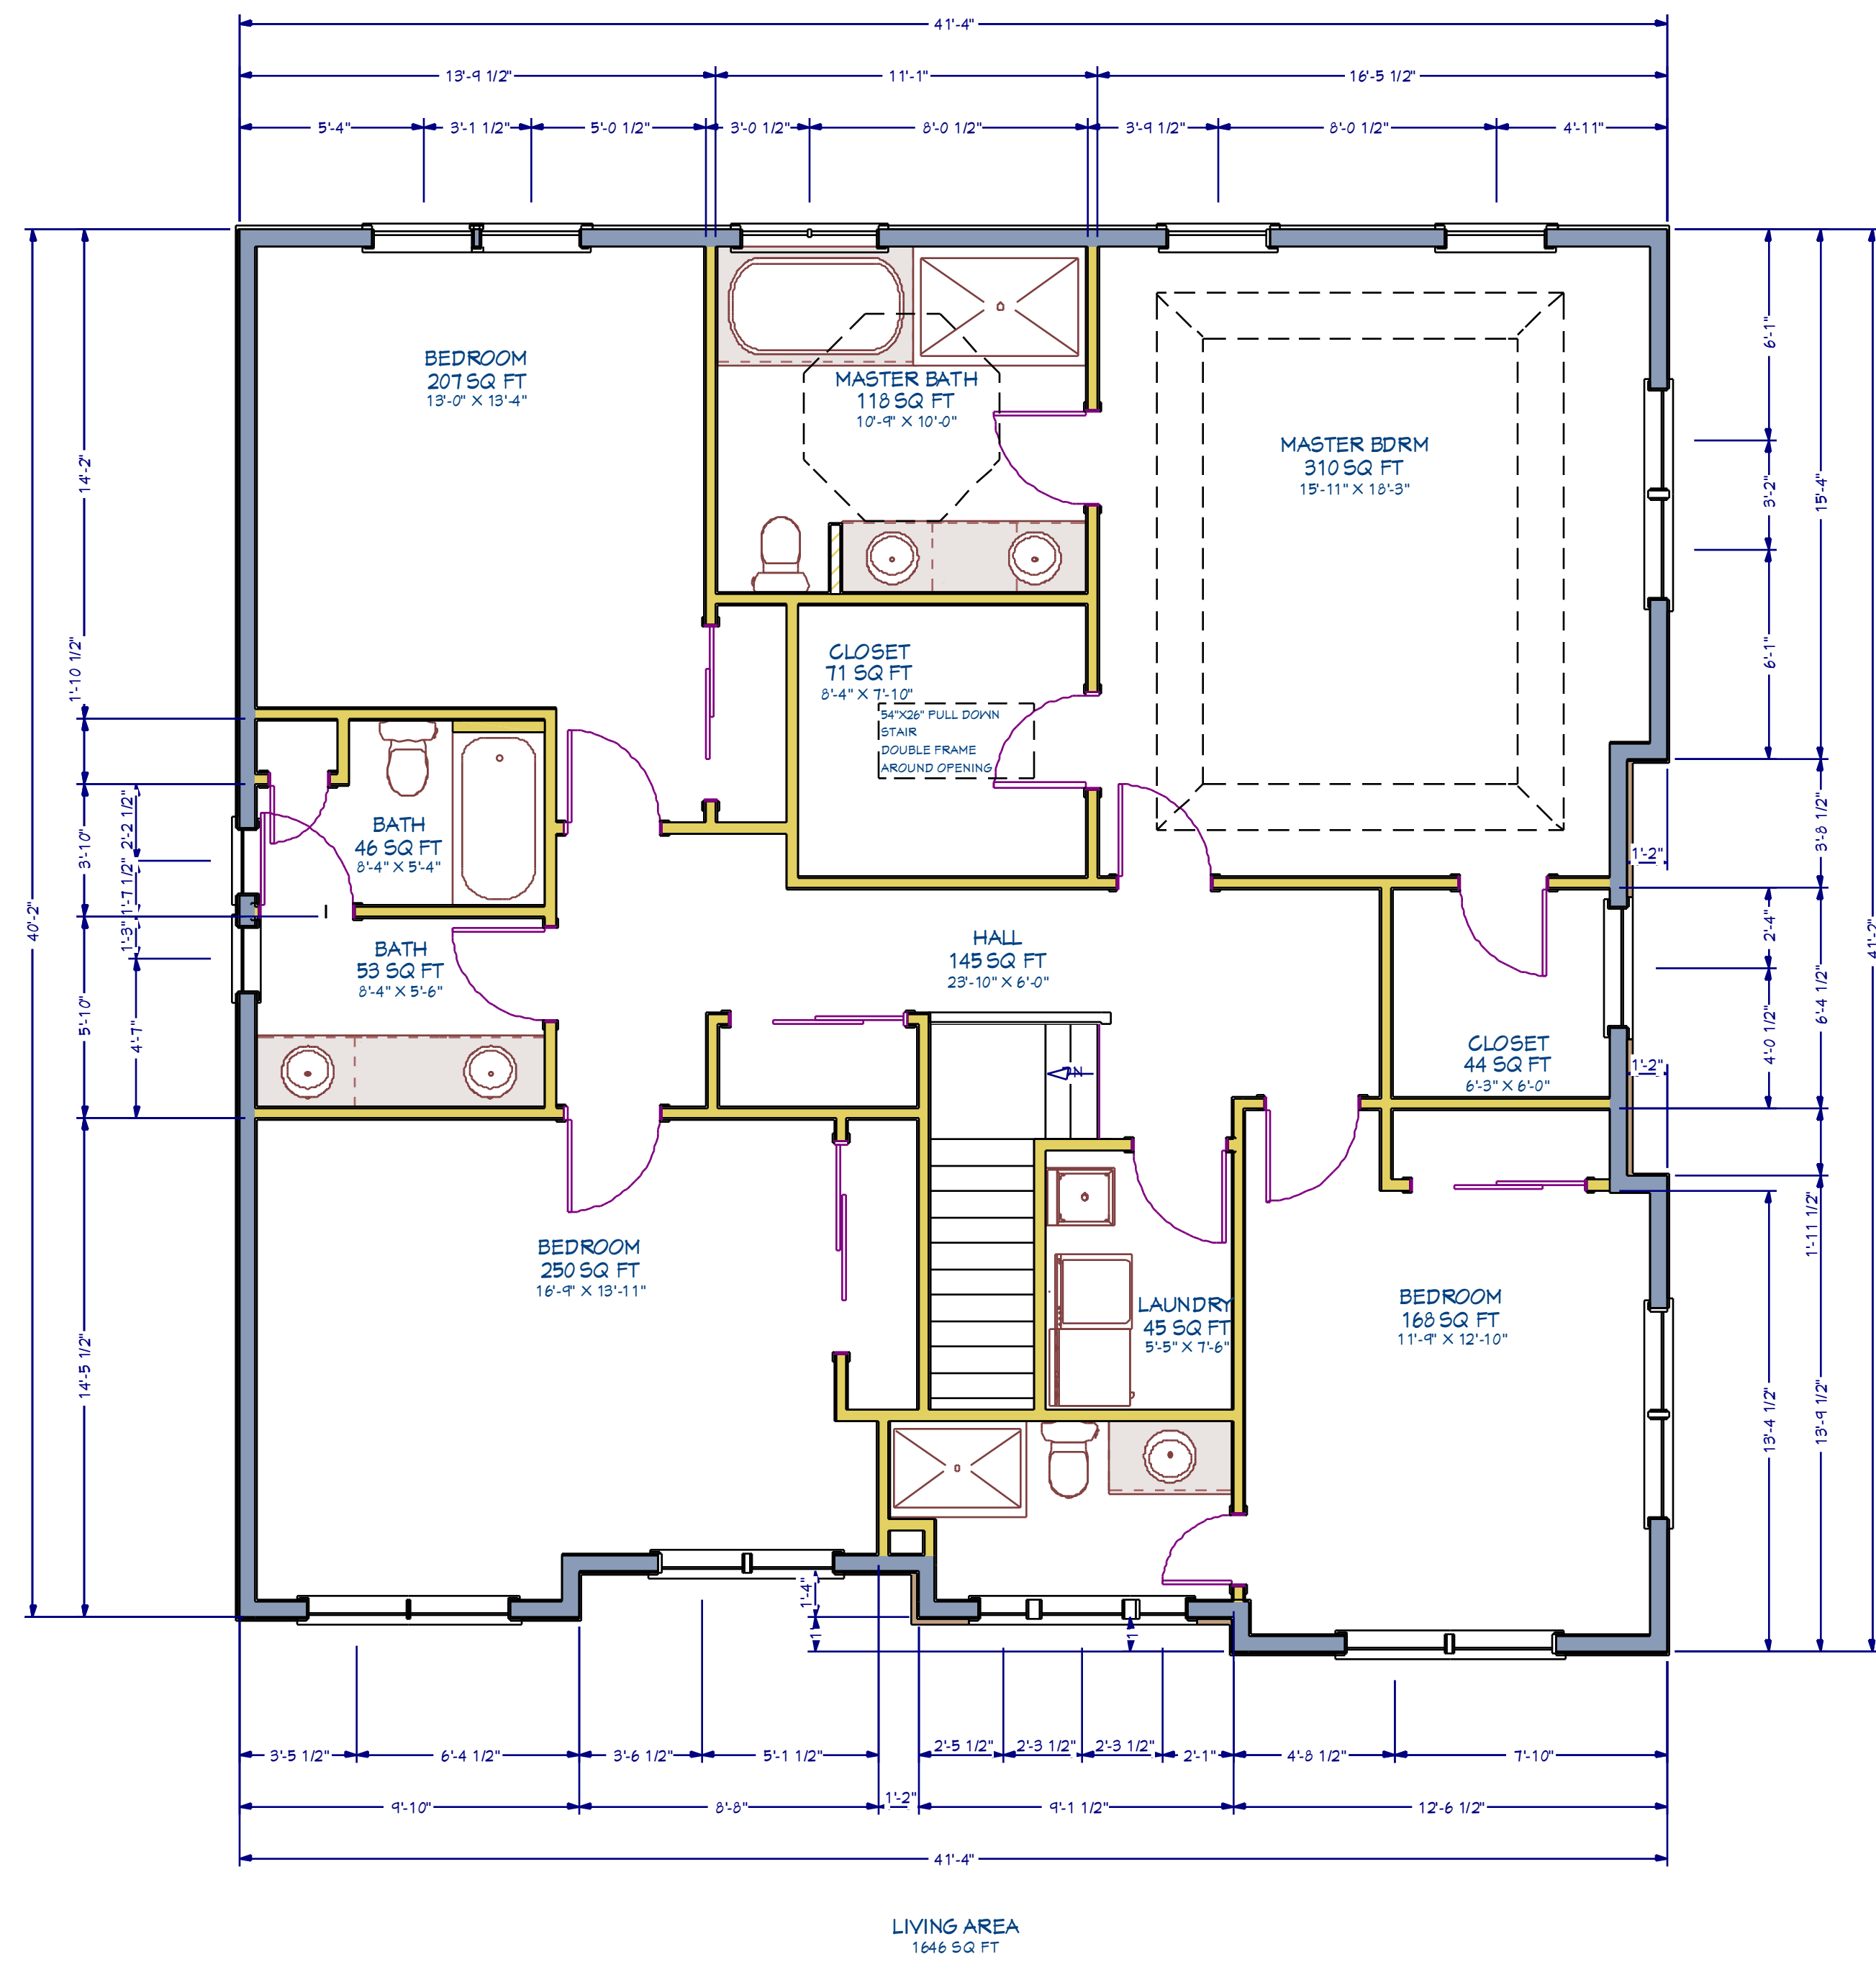 41'-4"
13'-9 1/2" 11'-1" 16'-5 1/2"
5'-4" 3'-1 1/2" 5'-0 1/2" 3'-0 1/2" 8'-0 1/2" 3'-9 1/2" 8'-0 1/2" 4'-11"
40'-2"
14'-2"
1'-10 1/2"
3'-10"
5'-10"
14'-5 1/2"
2'-2 1/2"
1'-7 1/2"
1'-3"
4'-7"
BEDROOM
207 SQ FT
13'-0" X 13'-4"
MASTER BATH
118 SQ FT
10'-9" X 10'-0"
MASTER BDRM
310 SQ FT
15'-11" X 18'-3"
CLOSET
71 SQ FT
8'-4" X 7'-10"
54"X26" PULL DOWN
STAIR
DOUBLE FRAME
AROUND OPENING
BATH
46 SQ FT
8'-4" X 5'-4"
BATH
53 SQ FT
8'-4" X 5'-6"
HALL
145 SQ FT
23'-10" X 6'-0"
CLOSET
44 SQ FT
6'-3" X 6'-0"
BEDROOM
250 SQ FT
16'-9" X 13'-11"
LAUNDRY
45 SQ FT
5'-5" X 7'-6"
BEDROOM
168 SQ FT
11'-9" X 12'-10"
6'-1"
3'-2"
6'-1"
1'-2"
2'-4"
4'-0 1/2"
1'-2"
13'-4 1/2"
15'-4"
3'-8 1/2"
6'-4 1/2"
1'-11 1/2"
13'-9 1/2"
41'-2"
1'-4"
1'
1'
3'-5 1/2" 6'-4 1/2" 3'-6 1/2" 5'-1 1/2" 2'-5 1/2" 2'-3 1/2" 2'-3 1/2" 2'-1" 4'-8 1/2" 7'-10"
9'-10" 8'-8" 1'-2" 9'-1 1/2" 12'-6 1/2"
41'-4"
LIVING AREA
1646 SQ FT